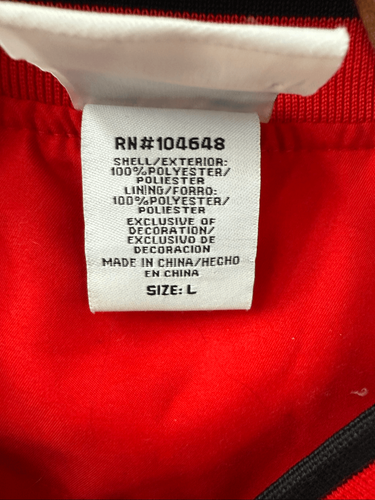 RN#104648
SHELL/EXTERIOR:
100%POLYESTER/
POLIESTER
LINING/FORRO:
100%POLYESTER/
POLIESTER
EXCLUSIVE OF
DECORATION/
EXCLUSIVO DE
DECORACION
MADE IN CHINA/HECHO
EN CHINA
SIZE: L